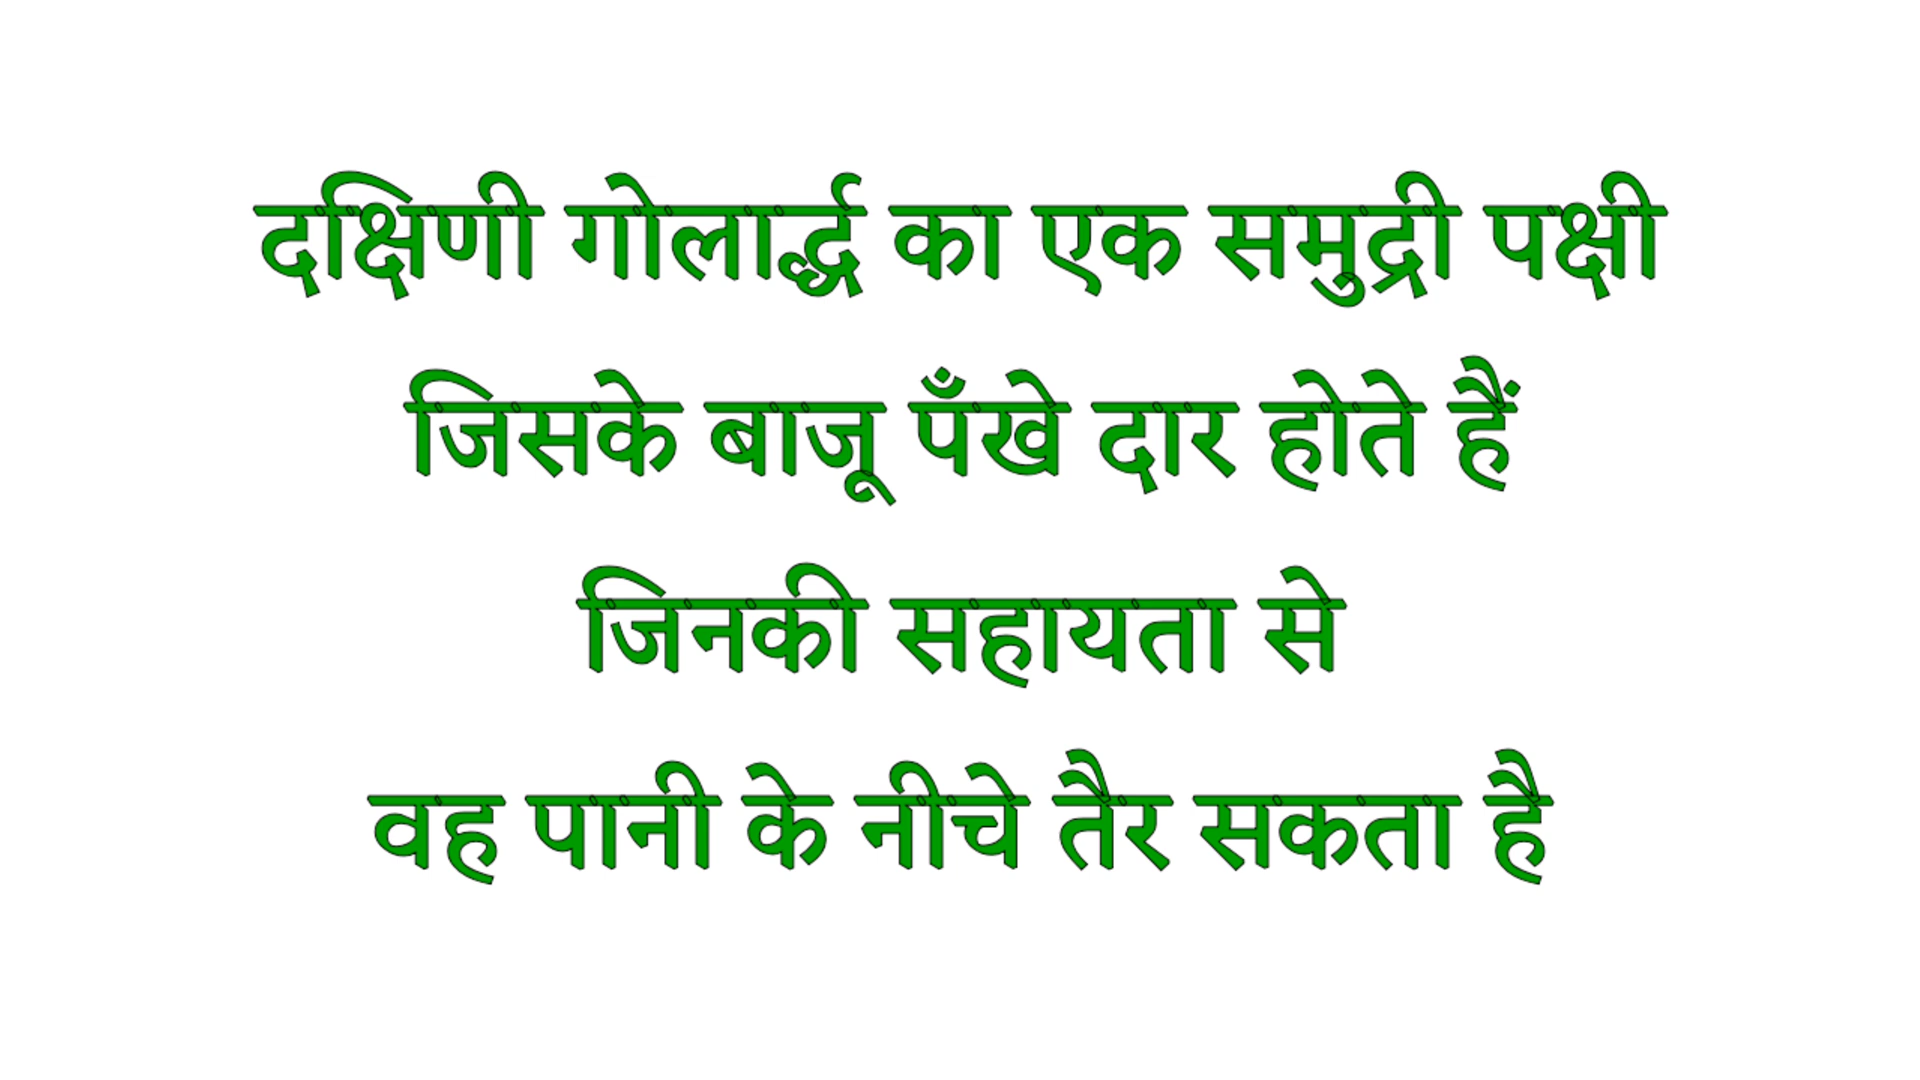 दक्षिणी गोलार्द्ध का एक समुद्री पक्षी
जिसके बाजू पँखे दार होते हैं
जिनकी सहायता से
वह पानी के नीचे तैर सकता है